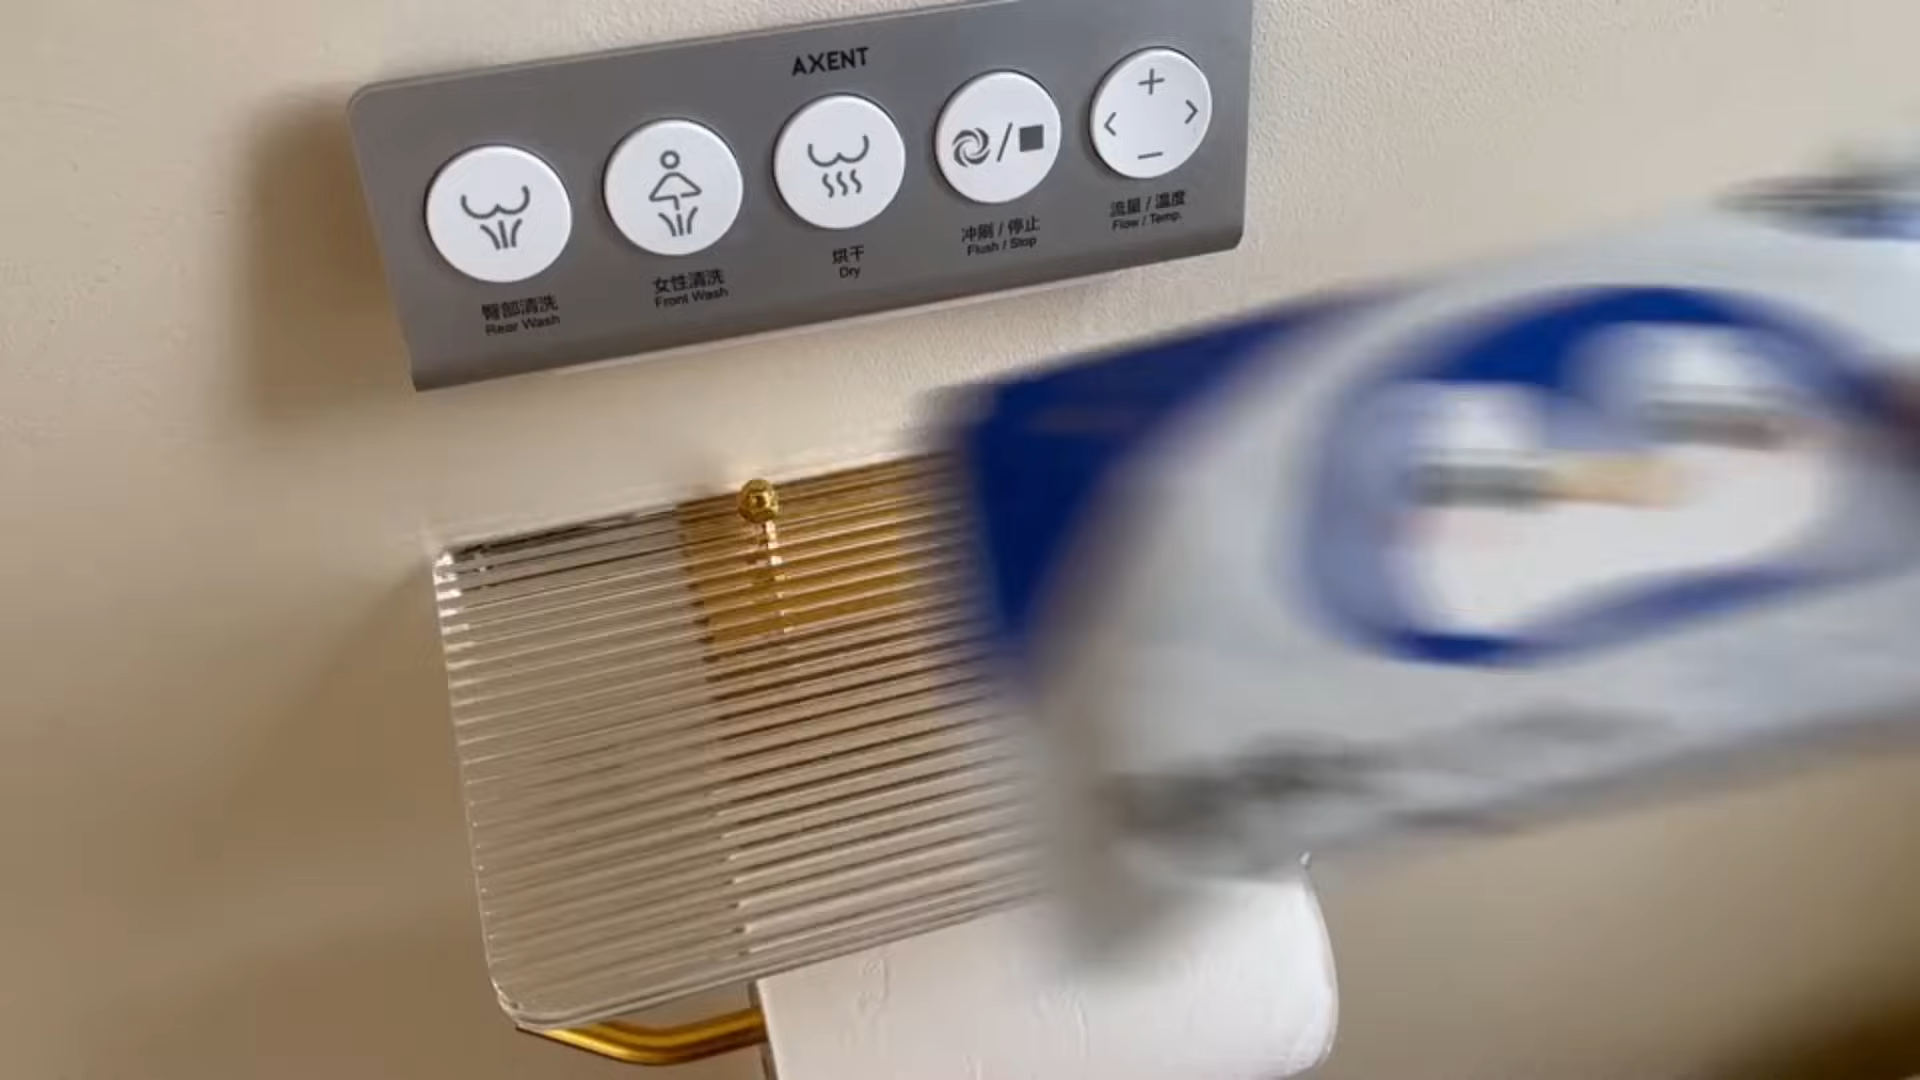 AXENT
臀部清洗
Rear Wash
女性清洗
Front Wash
烘干
Dry
冲刷 / 停止
Flush / Stop
流量 / 温度
Flow / Temp.